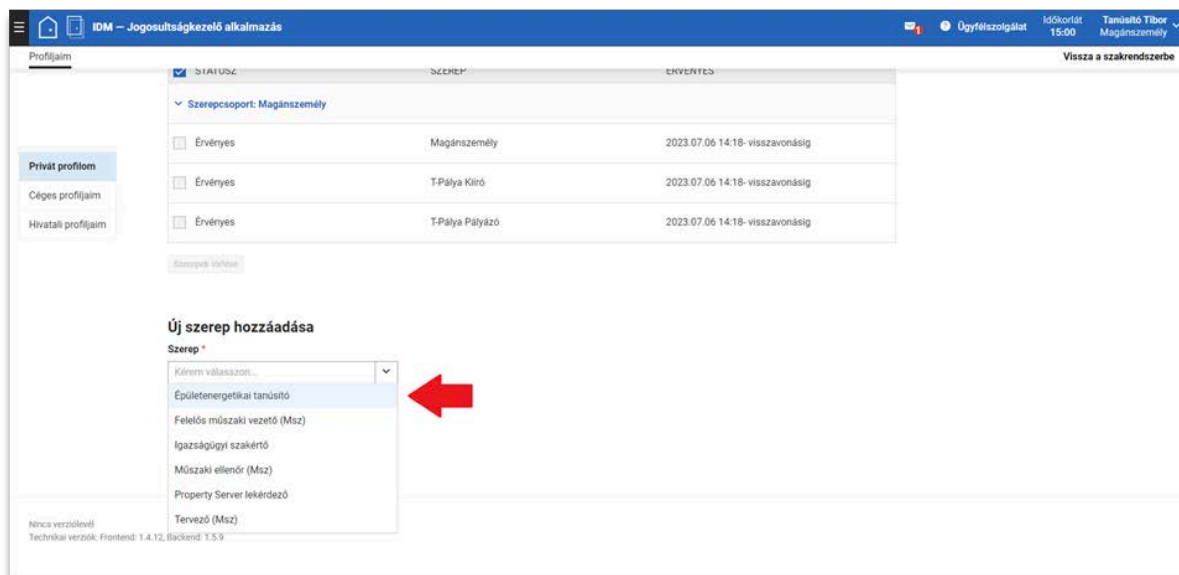 IDM – Jogosultságkezelő alkalmazás
1
Ügyfélszolgálat
Időkorlát
15:00
Tanúsító Tibor
Magánszemély
Profiljaim
Vissza a szakrendszerbe
STÁTUSZ SZEREP ÉRVÉNYES
Szerepcsoport: Magánszemély
Érvényes Magánszemély 2023.07.06 14:18- visszavonásig
Privát profilom
Érvényes T-Pálya Kiíró 2023.07.06 14:18- visszavonásig
Céges profiljaim
Hivatali profiljaim
Érvényes T-Pálya Pályázó 2023.07.06 14:18- visszavonásig
Szerepek
Új szerep hozzáadása
Szerep *
Kérem válasszon...
Épületenergetikai tanúsító
Felelős műszaki vezető (Msz)
Igazságügyi szakértő
Műszaki ellenőr (Msz)
Property Server lekérdező
Tervező (Msz)
Nincs verziólevél
Technikai verziók: Frontend: 1.4.12, Backend: 1.5.9